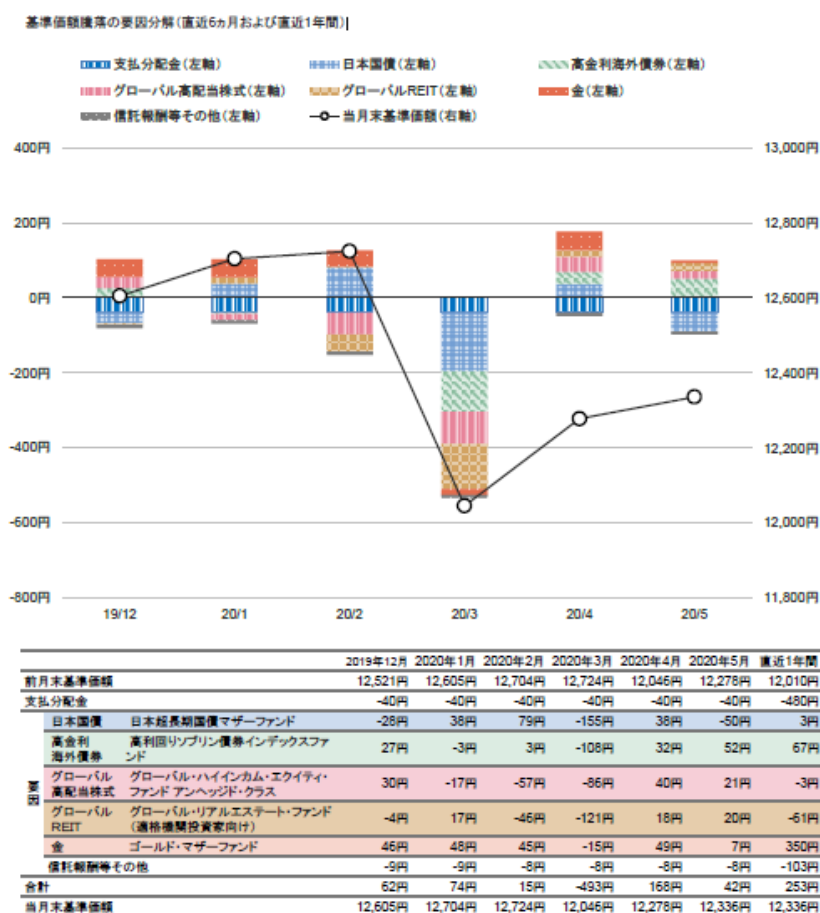 基準価額騰落の要因分解(直近6ヵ月および直近1年間)
支払分配金(左軸) 日本国債(左軸) 高金利海外債券(左軸)
グローバル高配当株式(左軸) グローバルREIT(左軸) 金(左軸)
信託報酬等その他(左軸) 当月末基準価額(右軸)
400円 13,000円
200円 12,800円
0円 12,600円
-200円 12,400円
-400円 12,200円
-600円 12,000円
-800円 11,800円
19/12 20/1 20/2 20/3 20/4 20/5
2019年12月 2020年1月 2020年2月 2020年3月 2020年4月 2020年5月 直近1年間
前月末基準価額 12,521円 12,605円 12,704円 12,724円 12,046円 12,278円 12,010円
支払分配金 -40円 -40円 -40円 -40円 -40円 -40円 -480円
要因
日本国債 日本超長期国債マザーファンド -28円 38円 79円 -155円 38円 -50円 3円
高金利 高利回りソブリン債券インデックスファ
海外債券 ンド 27円 -3円 3円 -108円 32円 52円 67円
グローバル グローバル・ハイインカム・エクイティ・
高配当株式 ファンド アンヘッジド・クラス 30円 -17円 -57円 -86円 40円 21円 -3円
グローバル グローバル・リアルエステート・ファンド
REIT (適格機関投資家向け) -4円 17円 -46円 -121円 18円 20円 -61円
金 ゴールド・マザーファンド 46円 48円 45円 -15円 49円 7円 350円
信託報酬等その他 -9円 -9円 -8円 -8円 -8円 -8円 -103円
合計 62円 74円 15円 -493円 168円 42円 253円
当月末基準価額 12,605円 12,704円 12,724円 12,046円 12,278円 12,336円 12,336円